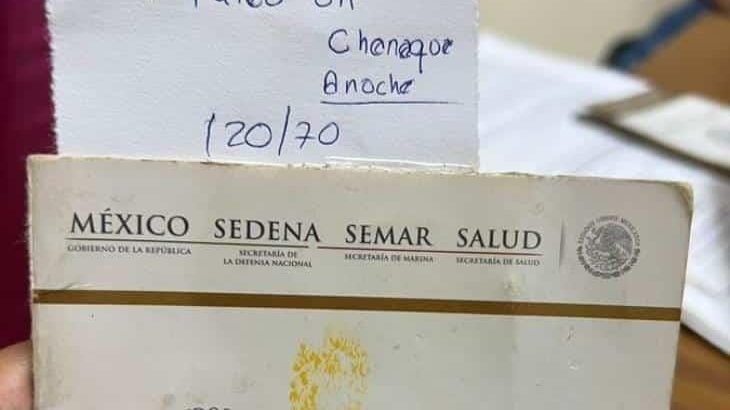 Chanaque
Anoche
120/70
MÉXICO SEDENA SEMAR SALUD
GOBIERNO DE LA REPÚBLICA SECRETARÍA DE LA DEFENSA NACIONAL SECRETARÍA DE MARINA SECRETARÍA DE SALUD